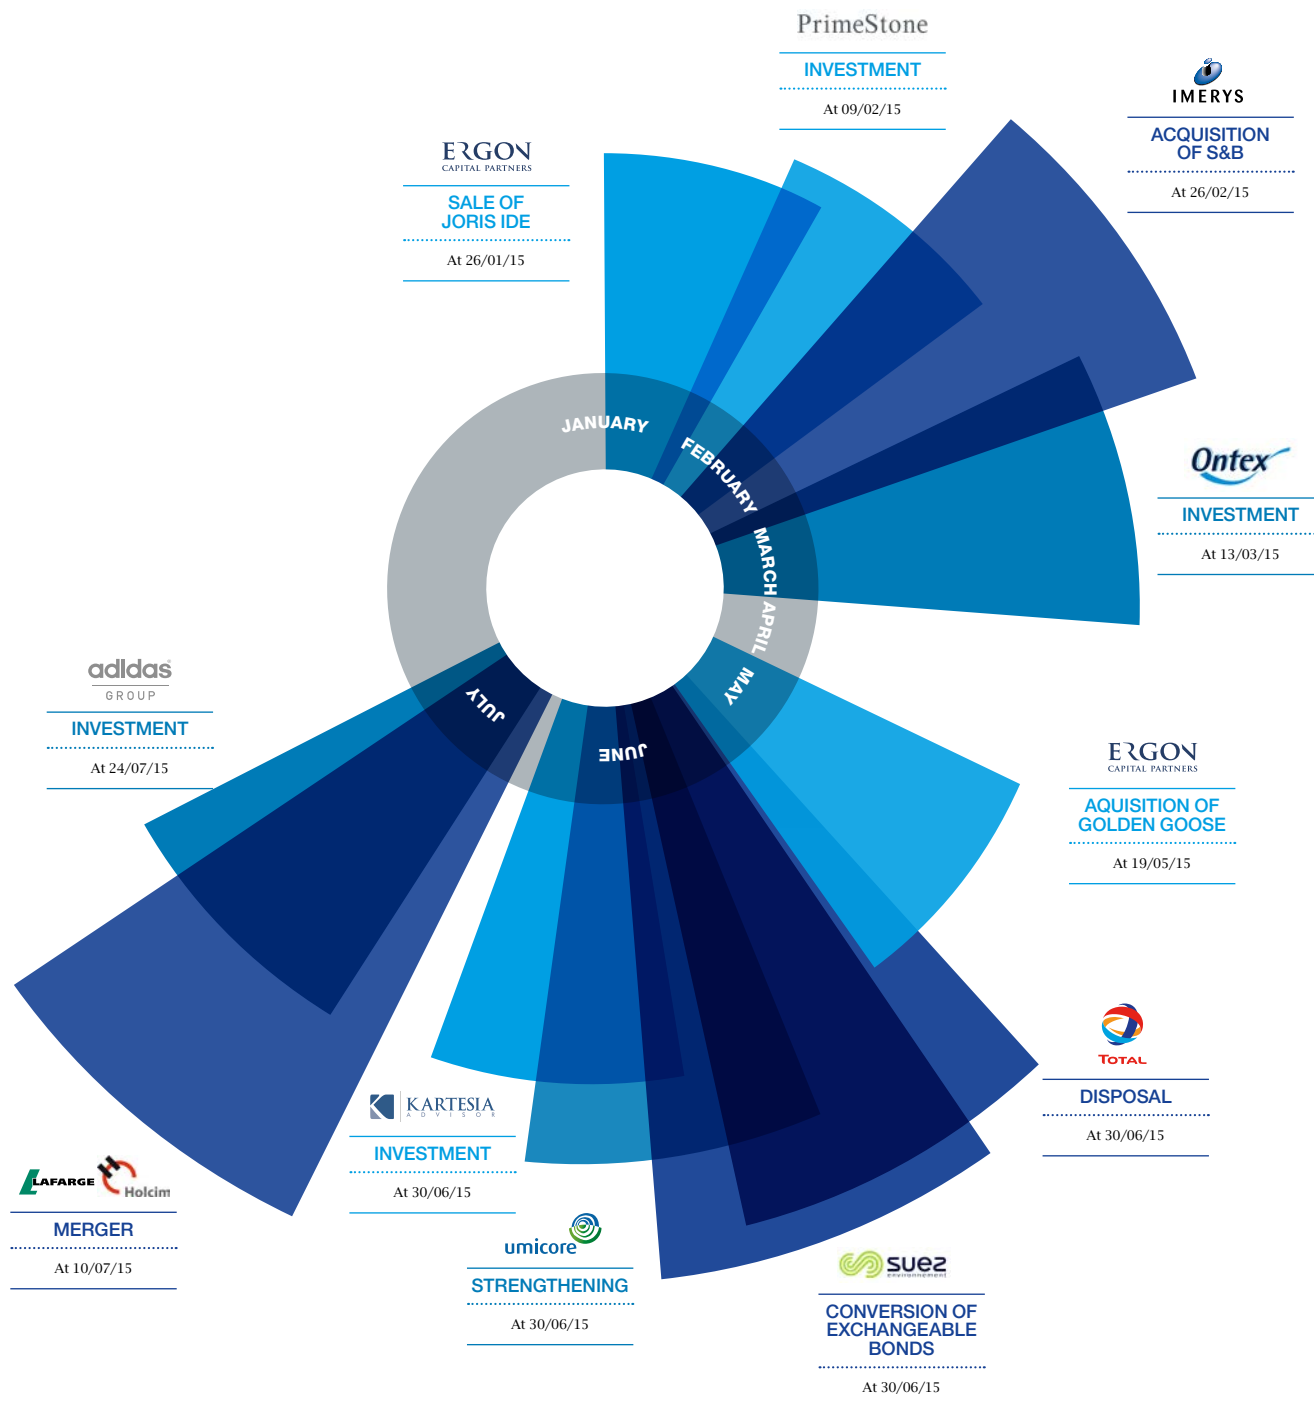 PrimeStone
INVESTMENT
At 09/02/15
IMERYS
ACQUISITION
OF S&B
At 26/02/15
ERGON
CAPITAL PARTNERS
SALE OF
JORIS IDE
At 26/01/15
JANUARY
FEBRUARY
MARCH
APRIL
MAY
JUNE
JULY
Ontex
INVESTMENT
At 13/03/15
adidas
GROUP
INVESTMENT
At 24/07/15
ERGON
CAPITAL PARTNERS
AQUISITION OF
GOLDEN GOOSE
At 19/05/15
TOTAL
DISPOSAL
At 30/06/15
KARTESIA
ADVISOR
INVESTMENT
At 30/06/15
LAFARGE Holcim
MERGER
At 10/07/15
umicore
STRENGTHENING
At 30/06/15
suez
environnement
CONVERSION OF
EXCHANGEABLE
BONDS
At 30/06/15